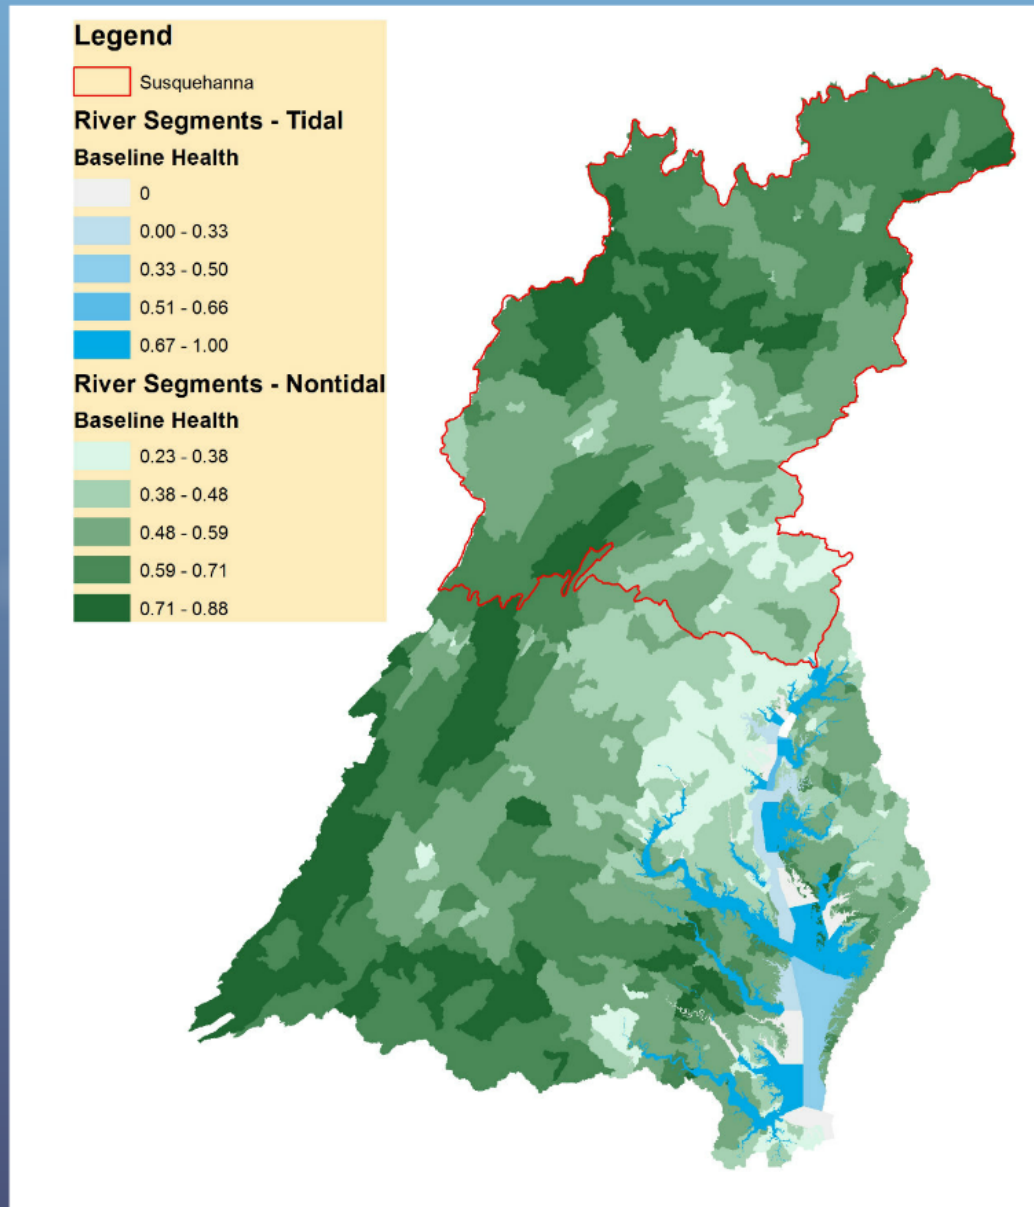 Legend
Susquehanna
River Segments - Tidal
Baseline Health
0
0.00 - 0.33
0.33 - 0.50
0.51 - 0.66
0.67 - 1.00
River Segments - Nontidal
Baseline Health
0.23 - 0.38
0.38 - 0.48
0.48 - 0.59
0.59 - 0.71
0.71 - 0.88